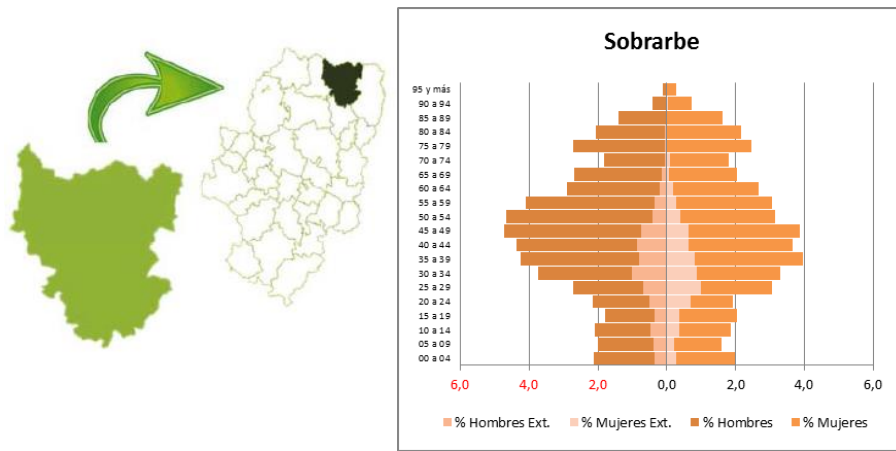 Sobrarbe
95 y más
90 a 94
85 a 89
80 a 84
75 a 79
70 a 74
65 a 69
60 a 64
55 a 59
50 a 54
45 a 49
40 a 44
35 a 39
30 a 34
25 a 29
20 a 24
15 a 19
10 a 14
05 a 09
00 a 04
6,0 4,0 2,0 0,0 2,0 4,0 6,0
% Hombres Ext. % Mujeres Ext. % Hombres % Mujeres